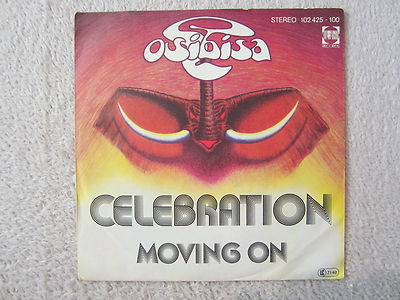 Osibisa
STEREO 102 425 - 100
CELEBRATION
MOVING ON